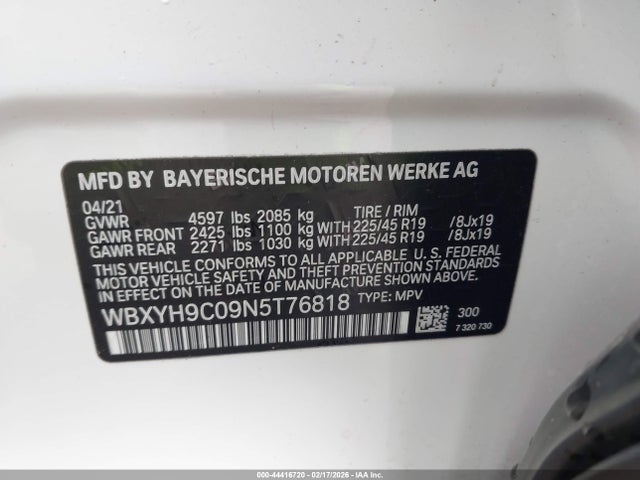 MFD BY BAYERISCHE MOTOREN WERKE AG
04/21
GVWR 4597 lbs 2085 kg TIRE / RIM
GAWR FRONT 2425 lbs 1100 kg WITH 225/45 R19 /8Jx19
GAWR REAR 2271 lbs 1030 kg WITH 225/45 R19 /8Jx19
THIS VEHICLE CONFORMS TO ALL APPLICABLE U. S. FEDERAL
MOTOR VEHICLE SAFETY AND THEFT PREVENTION STANDARDS
IN EFFECT ON THE DATE OF MANUFACTURE SHOWN ABOVE.
WBXYH9C09N5T76818 TYPE: MPV
300
7 320 730
000-44416720 - 02/17/2026 - COPYRIGHT IAA, LLC.